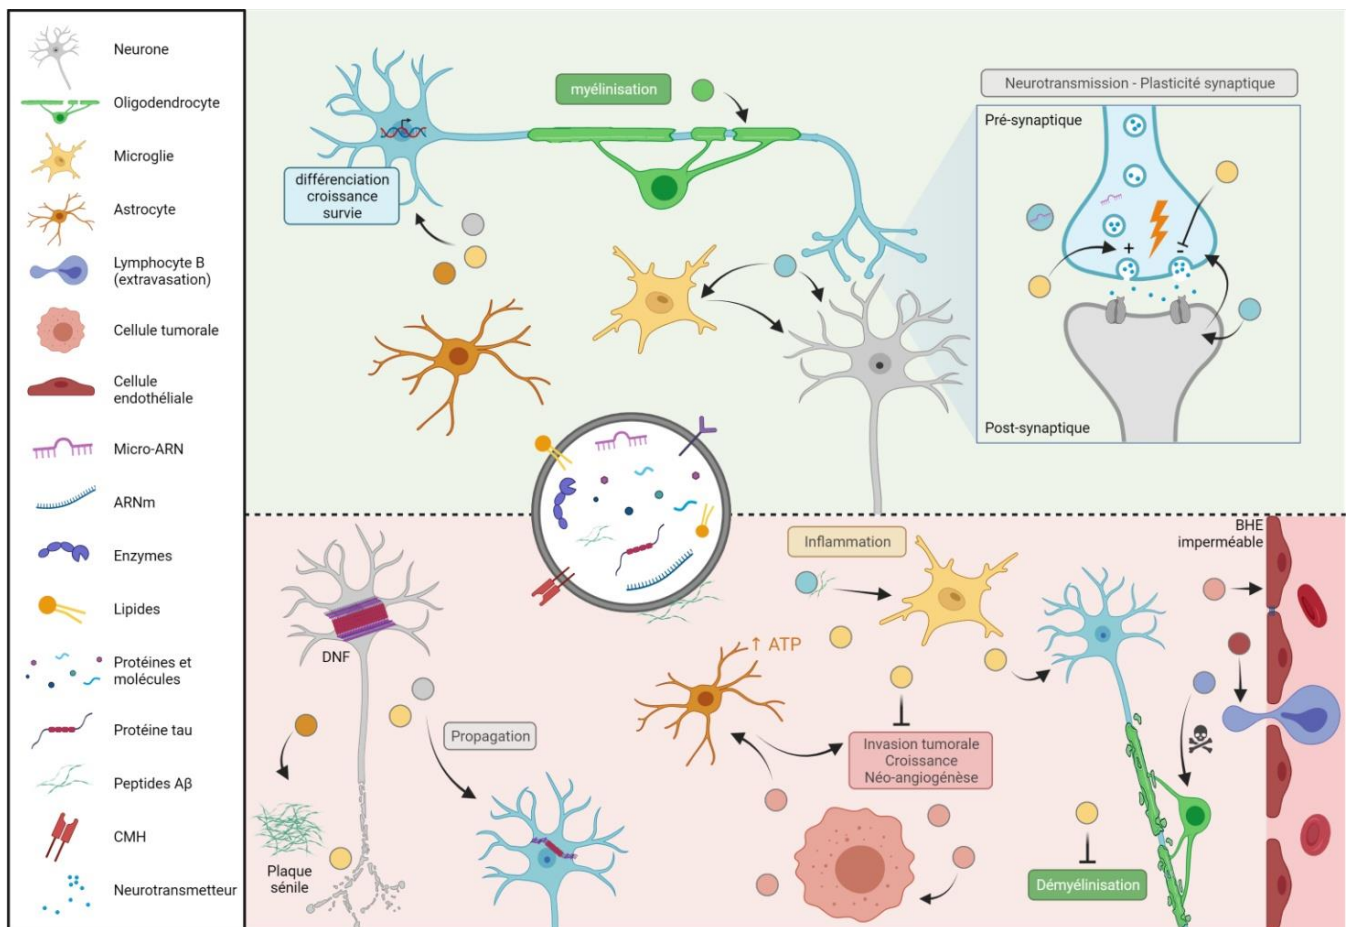 Neurone
Oligodendrocyte
Microglie
Astrocyte
Lymphocyte B
(extravasation)
Cellule tumorale
Cellule
endothéliale
Micro-ARN
ARNm
Enzymes
Lipides
Protéines et
molécules
Protéine tau
Peptides Aβ
CMH
Neurotransmetteur
myélinisation
différenciation
croissance
survie
Neurotransmission - Plasticité synaptique
Pré-synaptique
+
-
Post-synaptique
DNF
Propagation
Plaque
sénile
Inflammation
↑ ATP
Invasion tumorale
Croissance
Néo-angiogénèse
BHE
imperméable
Démyélinisation